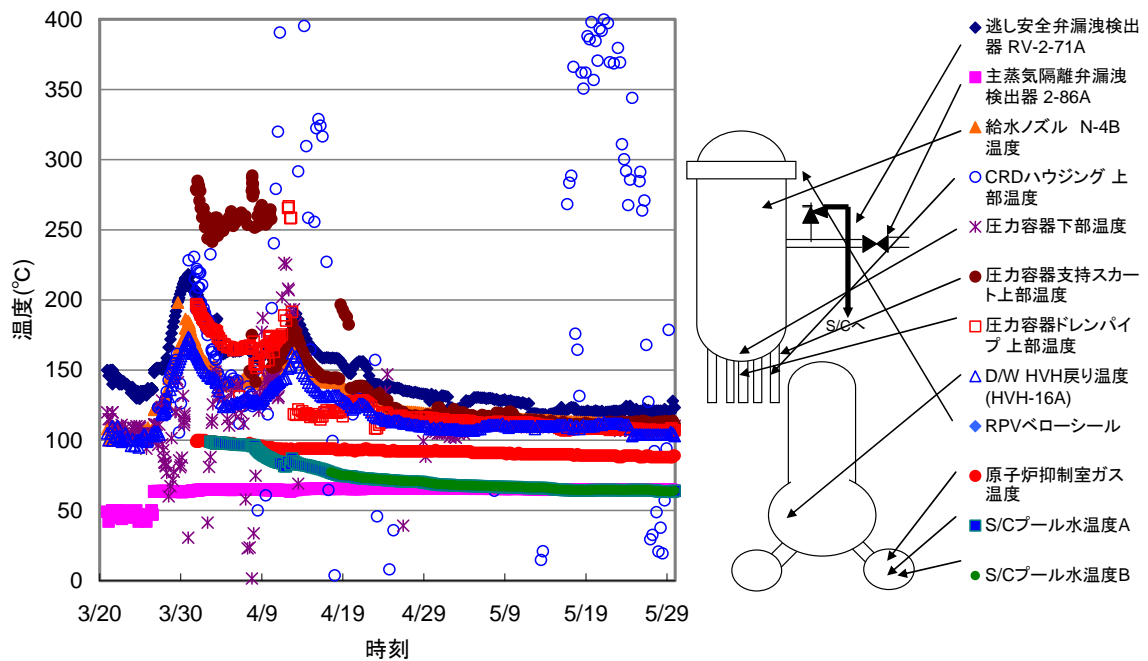 400
350
300
250
200
150
100
50
0
温度(℃)
3/20 3/30 4/9 4/19 4/29 5/9 5/19 5/29
時刻
S/Cへ
逃し安全弁漏洩検出
器 RV-2-71A
主蒸気隔離弁漏洩
検出器 2-86A
給水ノズル N-4B
温度
CRDハウジング 上
部温度
圧力容器下部温度
圧力容器支持スカー
ト上部温度
圧力容器ドレンパイ
プ 上部温度
D/W HVH戻り温度
(HVH-16A)
RPVベローシール
原子炉抑制室ガス
温度
S/Cプール水温度A
S/Cプール水温度B